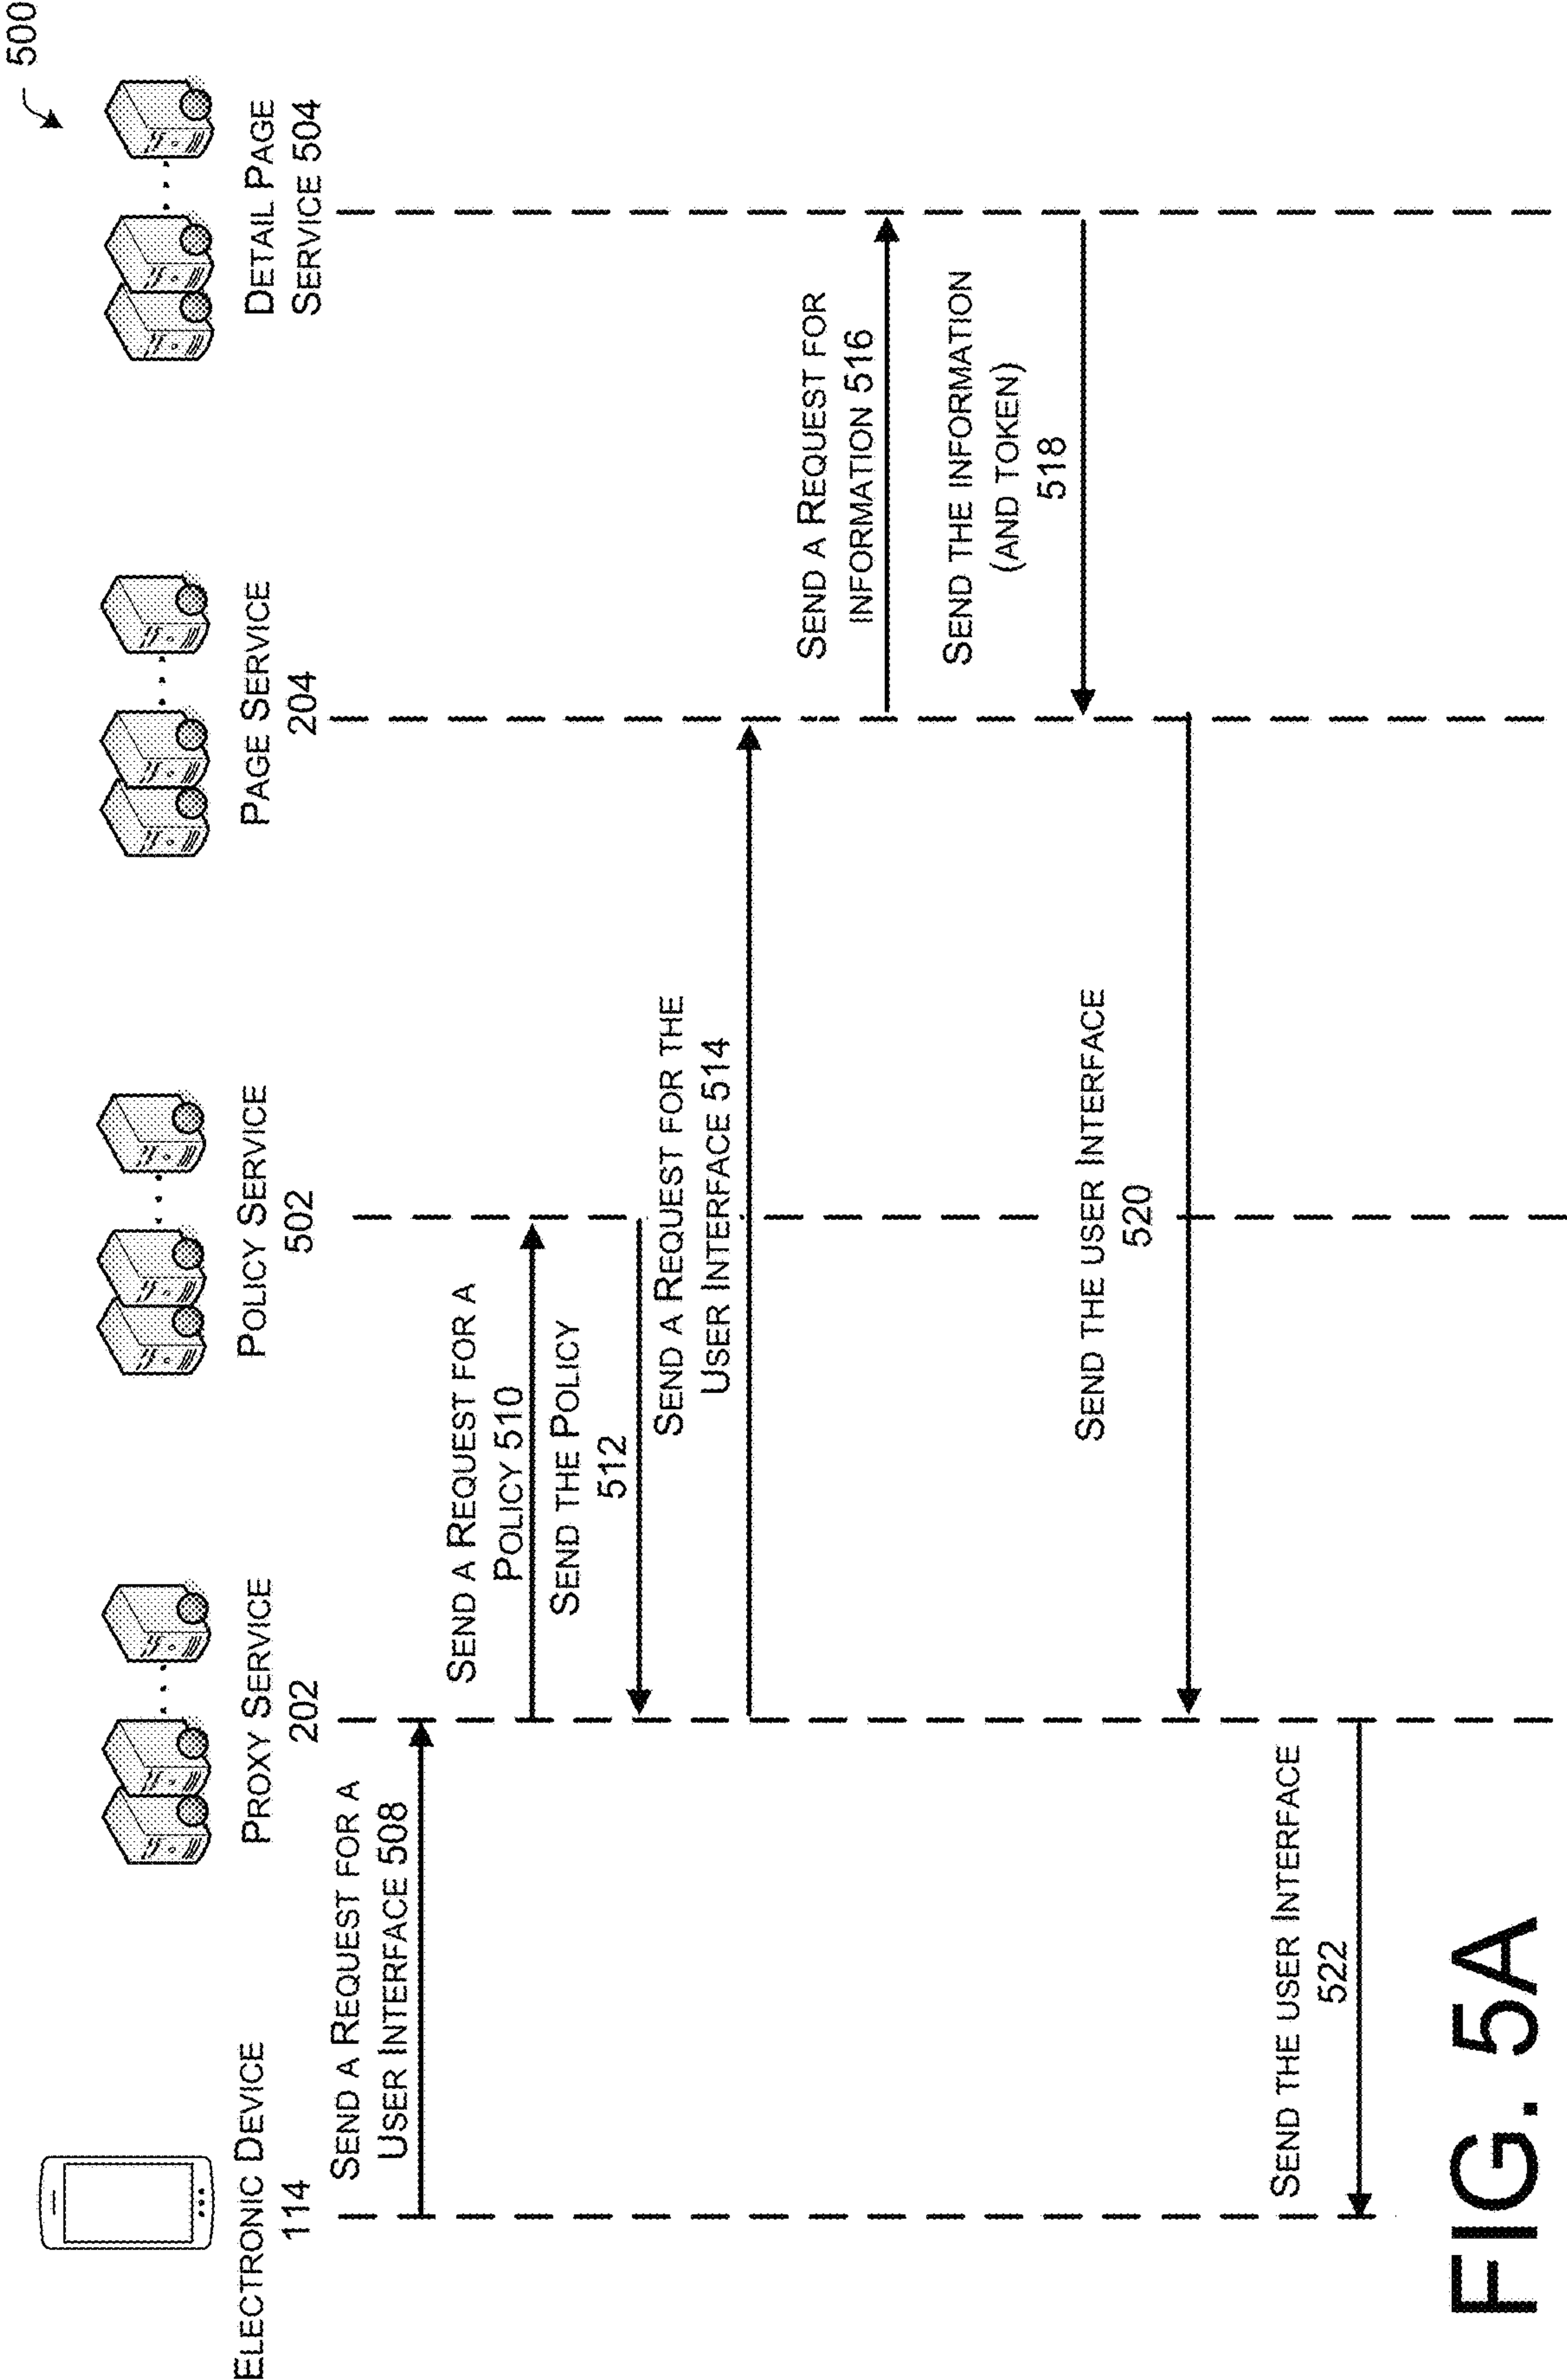 500
ELECTRONIC DEVICE
114
PROXY SERVICE
202
POLICY SERVICE
502
PAGE SERVICE
204
DETAIL PAGE
SERVICE 504
SEND A REQUEST FOR A
USER INTERFACE 508
SEND A REQUEST FOR A
POLICY 510
SEND THE POLICY
512
SEND A REQUEST FOR THE
USER INTERFACE 514
SEND A REQUEST FOR
INFORMATION 516
SEND THE INFORMATION
(AND TOKEN)
518
SEND THE USER INTERFACE
520
SEND THE USER INTERFACE
522
FIG. 5A